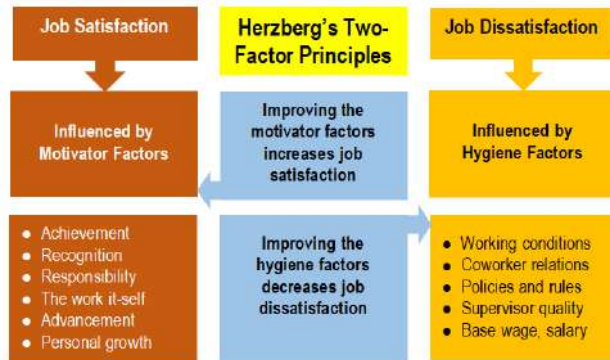 Job Satisfaction
Herzberg's Two-
Factor Principles
Job Dissatisfaction
Influenced by
Motivator Factors
Improving the
motivator factors
increases job
satisfaction
Influenced by
Hygiene Factors
● Achievement
● Recognition
● Responsibility
● The work it-self
● Advancement
● Personal growth
Improving the
hygiene factors
decreases job
dissatisfaction
● Working conditions
● Coworker relations
● Policies and rules
● Supervisor quality
● Base wage, salary